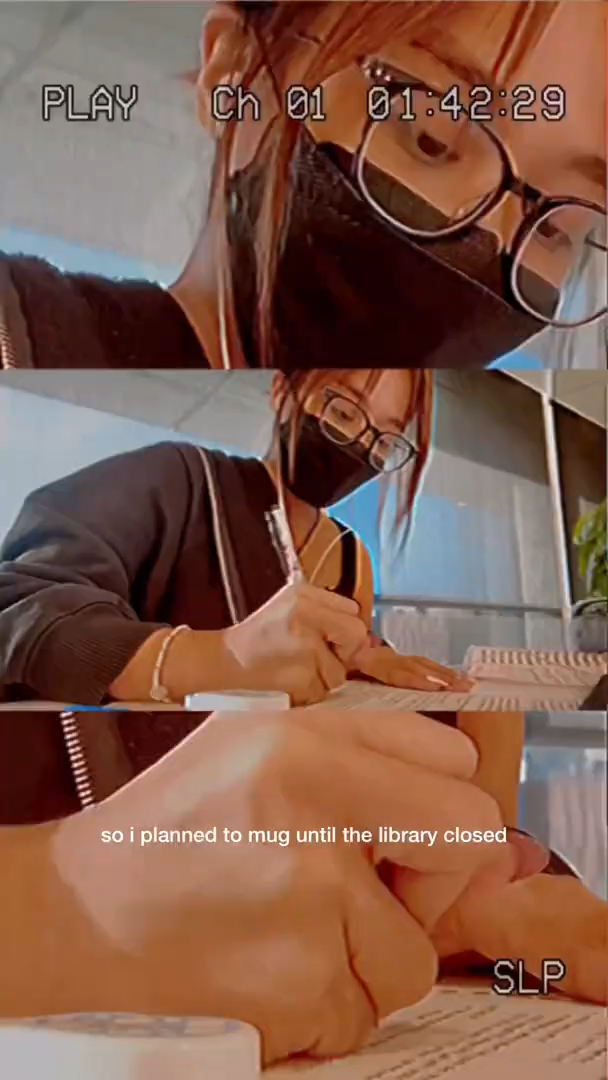 PLAY Ch 01 01:42:29
so i planned to mug until the library closed
SLP